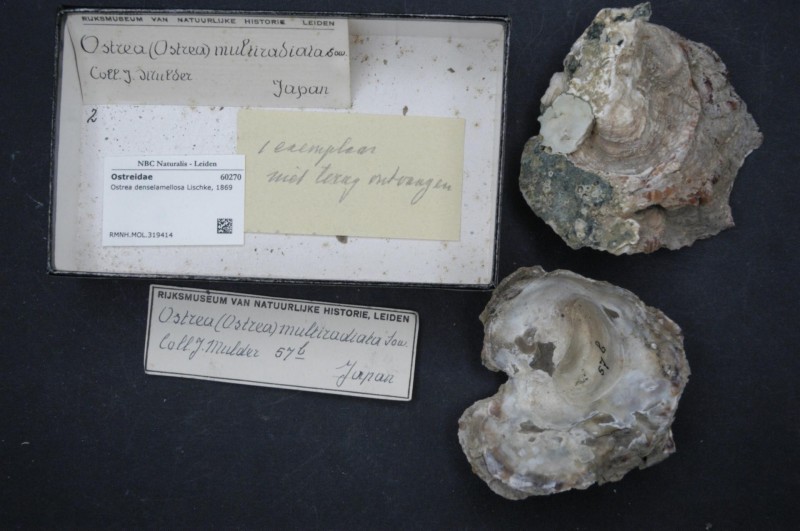 RIJKSMUSEUM VAN NATUURLIJKE HISTORIE LEIDEN
Ostrea (Ostrea) multiradiata Sow.
Coll. J. Mulder
Japan
2
1 exemplaar
niet terug ontvangen
NBC Naturalis - Leiden
Ostreidae 60270
Ostrea denselamellosa Lischke, 1869
RMNH.MOL.319414
RIJKSMUSEUM VAN NATUURLIJKE HISTORIE, LEIDEN
Ostrea (Ostrea) multiradiata Sow.
Coll. J. Mulder 57b
Japan